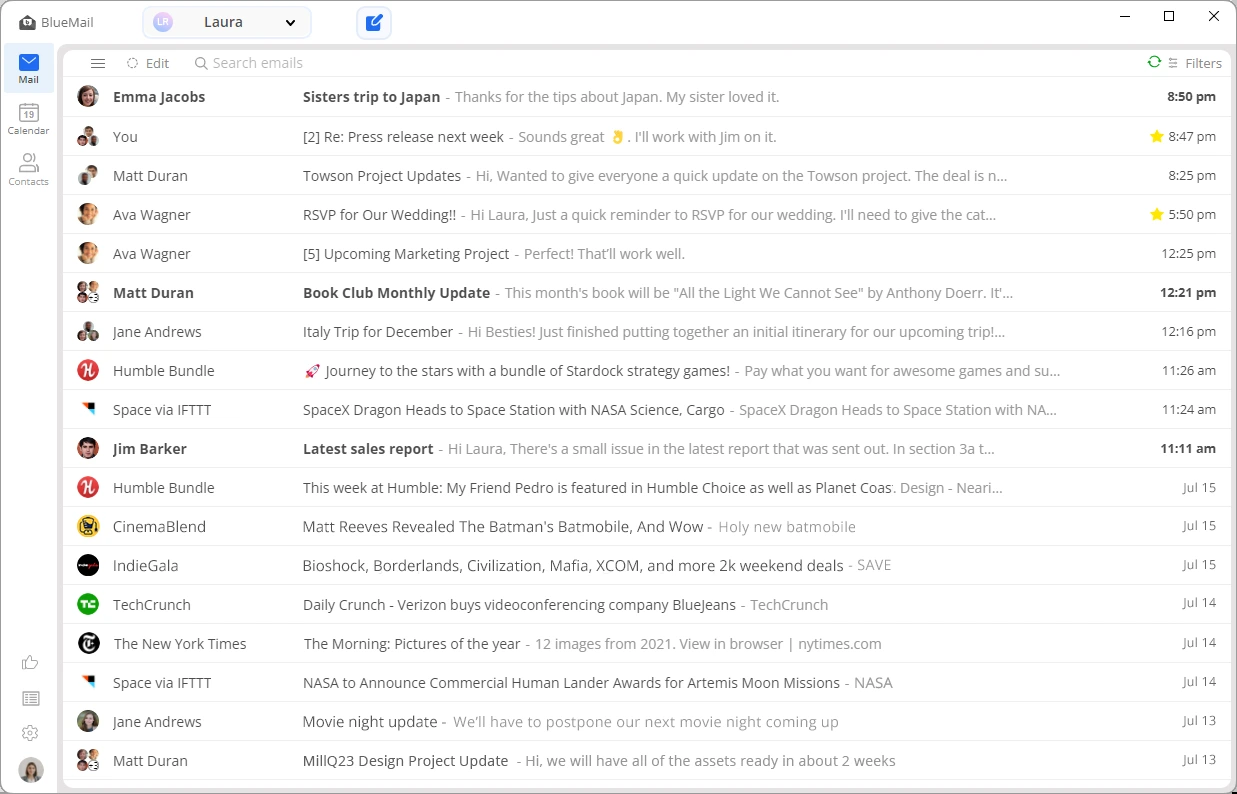 BlueMail LR Laura
Edit Search emails Filters
Mail
19
Calendar
Contacts
Emma Jacobs Sisters trip to Japan - Thanks for the tips about Japan. My sister loved it. 8:50 pm
You [2] Re: Press release next week - Sounds great 👌. I'll work with Jim on it. 8:47 pm
Matt Duran Towson Project Updates - Hi, Wanted to give everyone a quick update on the Towson project. The deal is n... 8:25 pm
Ava Wagner RSVP for Our Wedding!! - Hi Laura, Just a quick reminder to RSVP for our wedding. I'll need to give the cat... 5:50 pm
Ava Wagner [5] Upcoming Marketing Project - Perfect! That'll work well. 12:25 pm
+3 Matt Duran Book Club Monthly Update - This month's book will be "All the Light We Cannot See" by Anthony Doerr. It'... 12:21 pm
Jane Andrews Italy Trip for December - Hi Besties! Just finished putting together an initial itinerary for our upcoming trip!... 12:16 pm
H Humble Bundle 🚀 Journey to the stars with a bundle of Stardock strategy games! - Pay what you want for awesome games and su... 11:26 am
Space via IFTTT SpaceX Dragon Heads to Space Station with NASA Science, Cargo - SpaceX Dragon Heads to Space Station with NA... 11:24 am
Jim Barker Latest sales report - Hi Laura, There's a small issue in the latest report that was sent out. In section 3a t... 11:11 am
H Humble Bundle This week at Humble: My Friend Pedro is featured in Humble Choice as well as Planet Coas. Design - Neari... Jul 15
CinemaBlend Matt Reeves Revealed The Batman's Batmobile, And Wow - Holy new batmobile Jul 15
IndieGala Bioshock, Borderlands, Civilization, Mafia, XCOM, and more 2k weekend deals - SAVE Jul 15
TC TechCrunch Daily Crunch - Verizon buys videoconferencing company BlueJeans - TechCrunch Jul 14
T The New York Times The Morning: Pictures of the year - 12 images from 2021. View in browser | nytimes.com Jul 14
Space via IFTTT NASA to Announce Commercial Human Lander Awards for Artemis Moon Missions - NASA Jul 14
Jane Andrews Movie night update - We'll have to postpone our next movie night coming up Jul 13
+3 Matt Duran MillQ23 Design Project Update - Hi, we will have all of the assets ready in about 2 weeks Jul 13